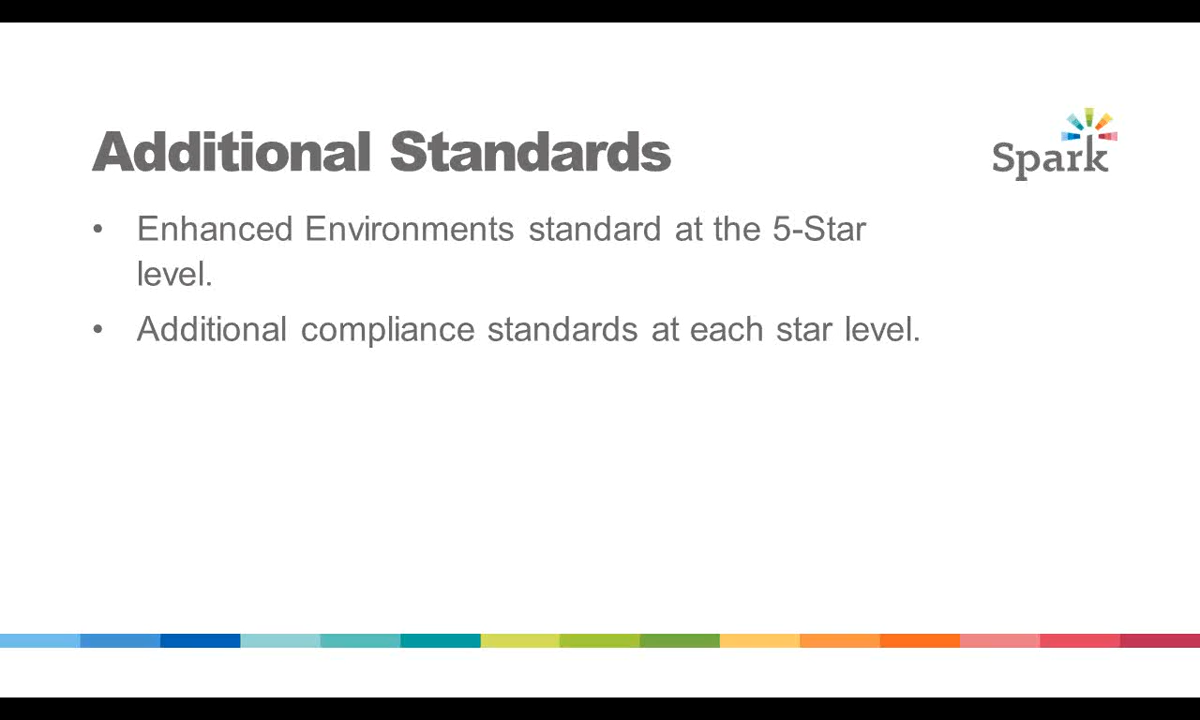 Additional Standards
Spark
• Enhanced Environments standard at the 5-Star
level.
• Additional compliance standards at each star level.